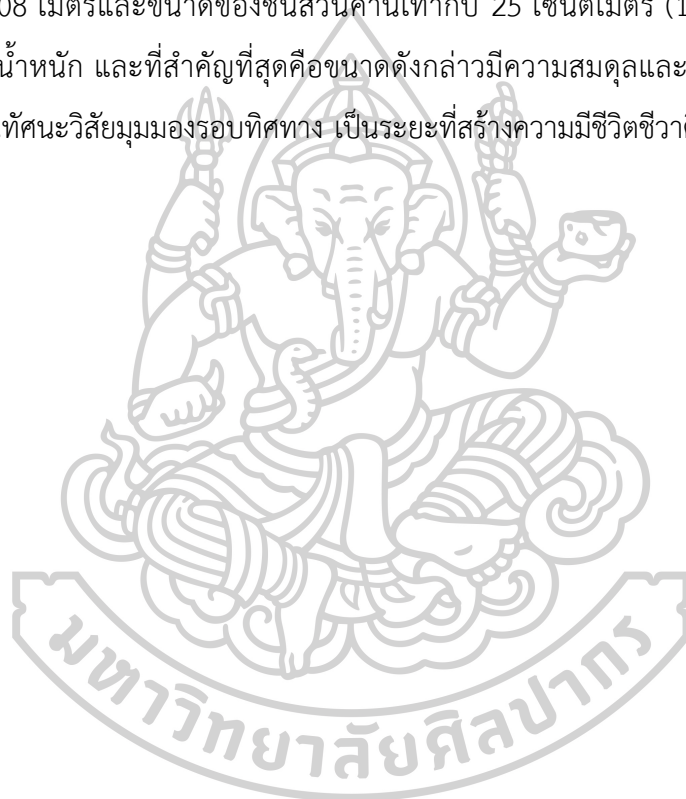 08 เมตรและขนาดของชิ้นส่วนคานเท่ากับ 25 เซนติเมตร (1
น้ำหนัก และที่สำคัญที่สุดคือขนาดดังกล่าวมีความสมดุลและ
ทัศนะวิสัยมุมมองรอบทิศทาง เป็นระยะที่สร้างความมีชีวิตชีวา
มหาวิทยาลัยศิลปากร